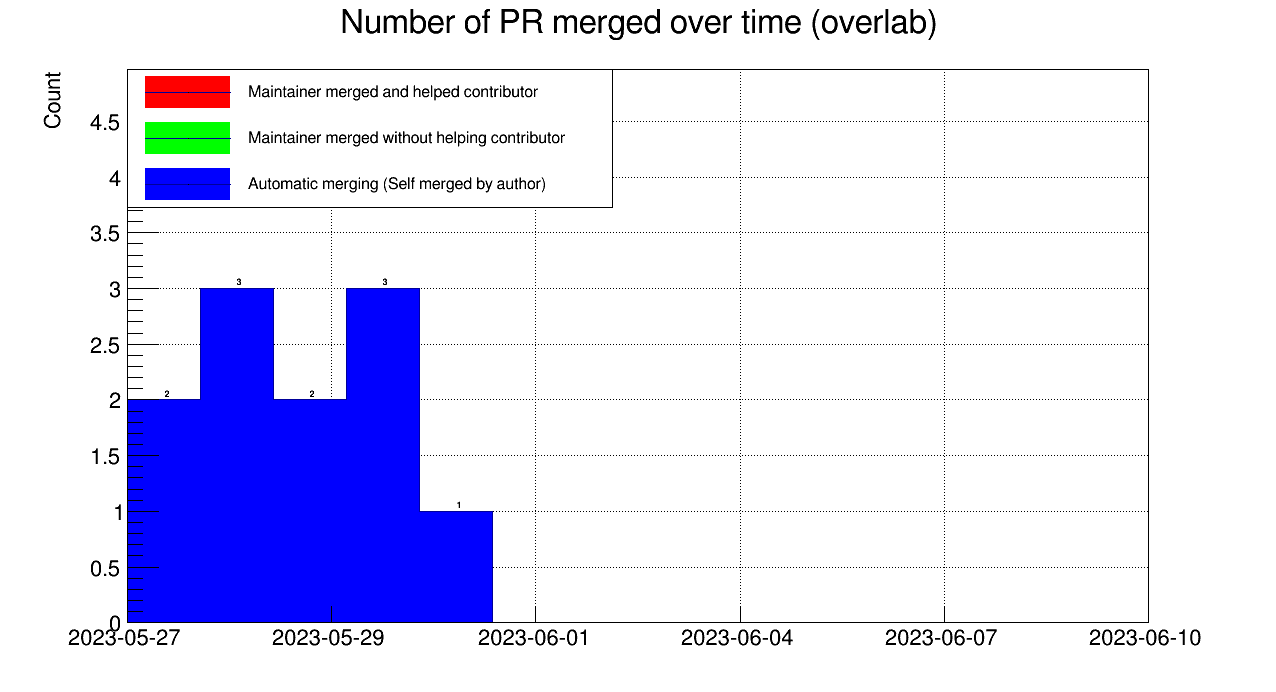 Number of PR merged over time (overlab)
Count
Maintainer merged and helped contributor
Maintainer merged without helping contributor
Automatic merging (Self merged by author)
4.5
4
3.5
3
2.5
2
1.5
1
0.5
0
2 3 2 3 1
2023-05-27 2023-05-29 2023-06-01 2023-06-04 2023-06-07 2023-06-10